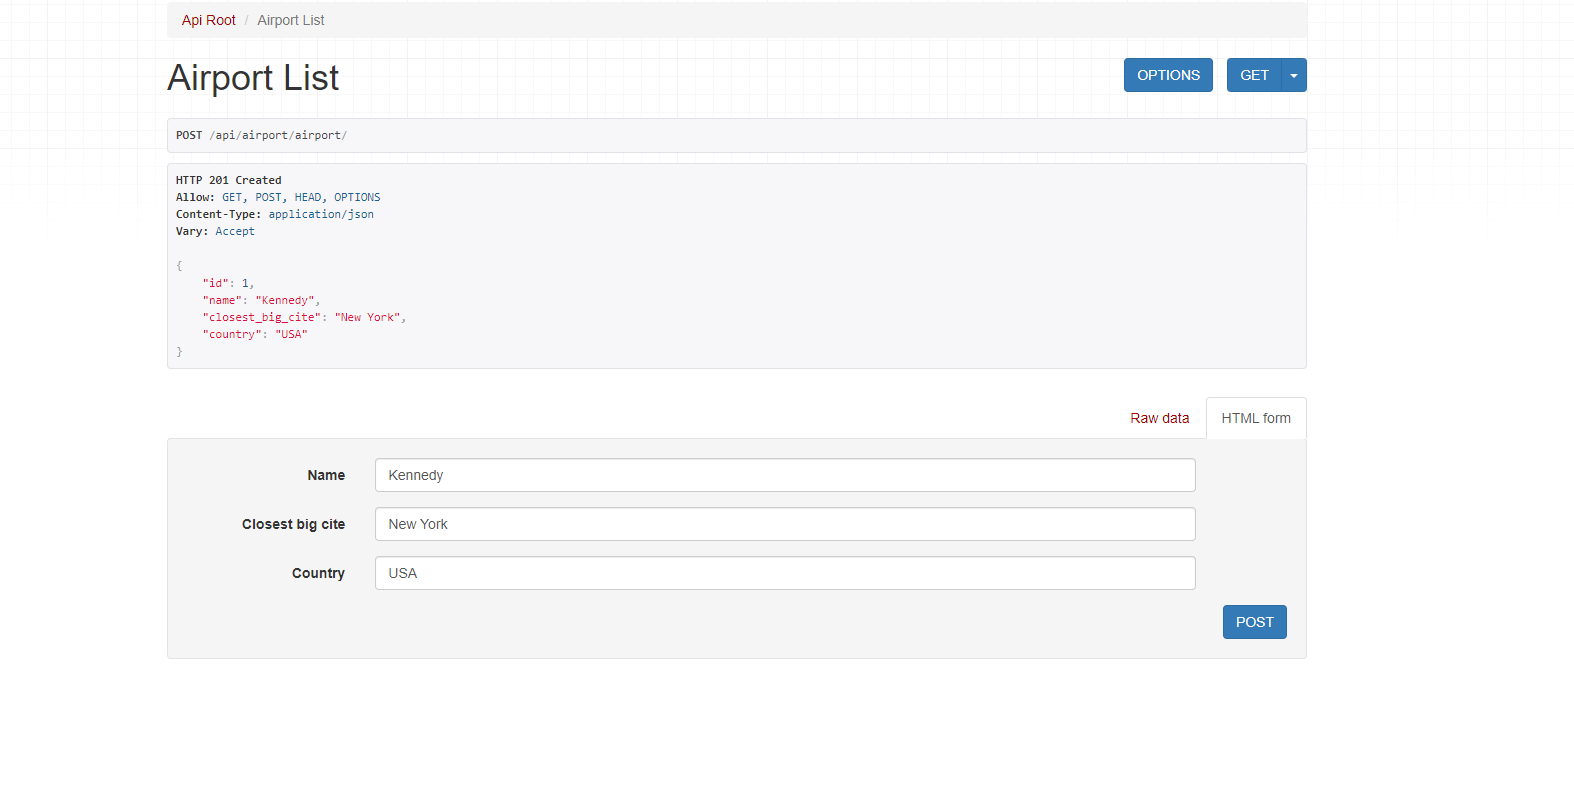 Api Root / Airport List
Airport List
OPTIONS GET
POST /api/airport/airport/
HTTP 201 Created
Allow: GET, POST, HEAD, OPTIONS
Content-Type: application/json
Vary: Accept
{
"id": 1,
"name": "Kennedy",
"closest_big_cite": "New York",
"country": "USA"
}
Raw data HTML form
Name Kennedy
Closest big cite New York
Country USA
POST